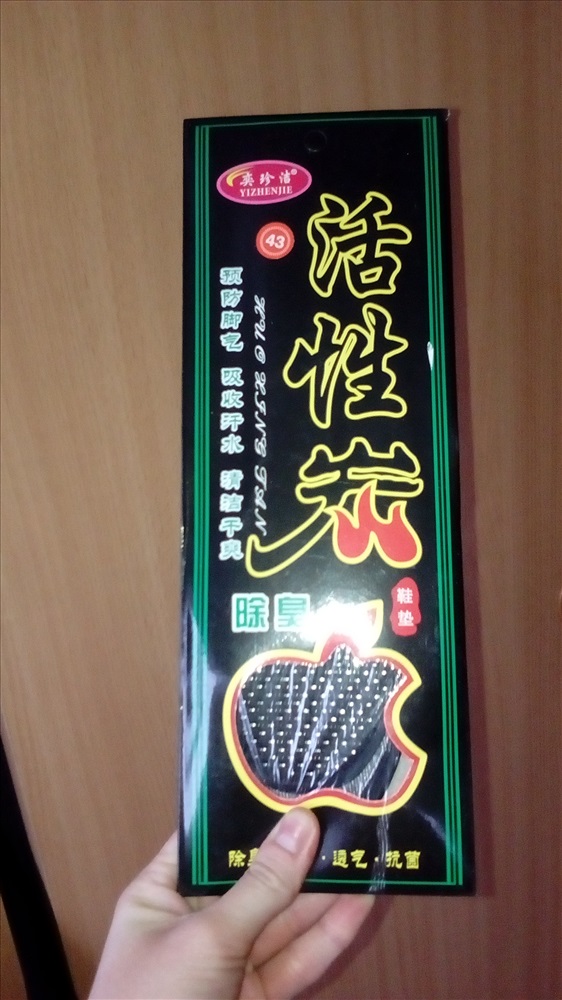 奕珍洁®
YIZHENJIE
43
活性炭
HUO XING TAN
预防脚气 吸收汗水 清洁干爽
除臭
鞋垫
除臭 · 透气 · 抗菌